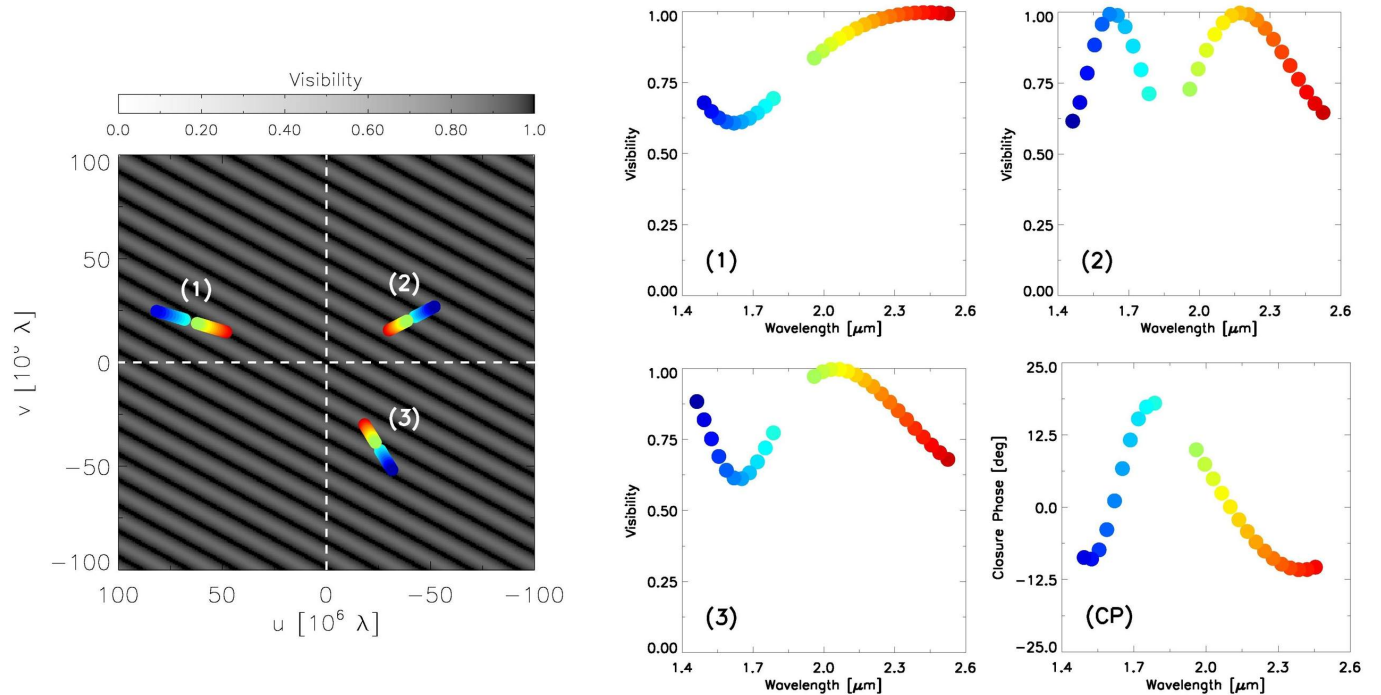 Visibility
0.0 0.20 0.40 0.60 0.80 1.0
100
50
0
−50
−100
v [10⁶ λ]
(1)
(2)
(3)
100 50 0 −50 −100
u [10⁶ λ]
1.00
0.75
0.50
0.25
0.00
Visibility
(1)
1.4 1.7 2.0 2.3 2.6
Wavelength [μm]
1.00
0.75
0.50
0.25
0.00
Visibility
(2)
1.4 1.7 2.0 2.3 2.6
Wavelength [μm]
1.00
0.75
0.50
0.25
0.00
Visibility
(3)
1.4 1.7 2.0 2.3 2.6
Wavelength [μm]
25.0
12.5
0.0
−12.5
−25.0
Closure Phase [deg]
(CP)
1.4 1.7 2.0 2.3 2.6
Wavelength [μm]